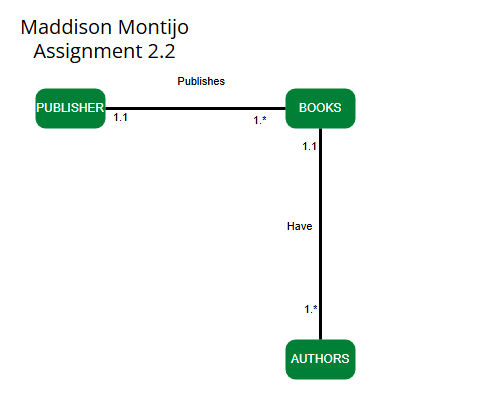 Maddison Montijo
Assignment 2.2
Publishes
PUBLISHER
BOOKS
1.1
1.*
1.1
Have
1.*
AUTHORS